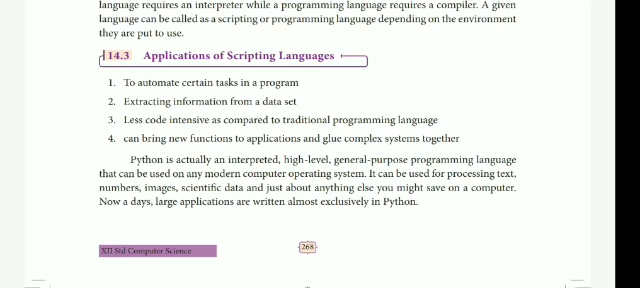 language requires an interpreter while a programming language requires a compiler. A given
language can be called as a scripting or programming language depending on the environment
they are put to use.
14.3 Applications of Scripting Languages
1. To automate certain tasks in a program
2. Extracting information from a data set
3. Less code intensive as compared to traditional programming language
4. can bring new functions to applications and glue complex systems together
Python is actually an interpreted, high-level, general-purpose programming language
that can be used on any modern computer operating system. It can be used for processing text,
numbers, images, scientific data and just about anything else you might save on a computer.
Now a days, large applications are written almost exclusively in Python.
XII Std Computer Science
268